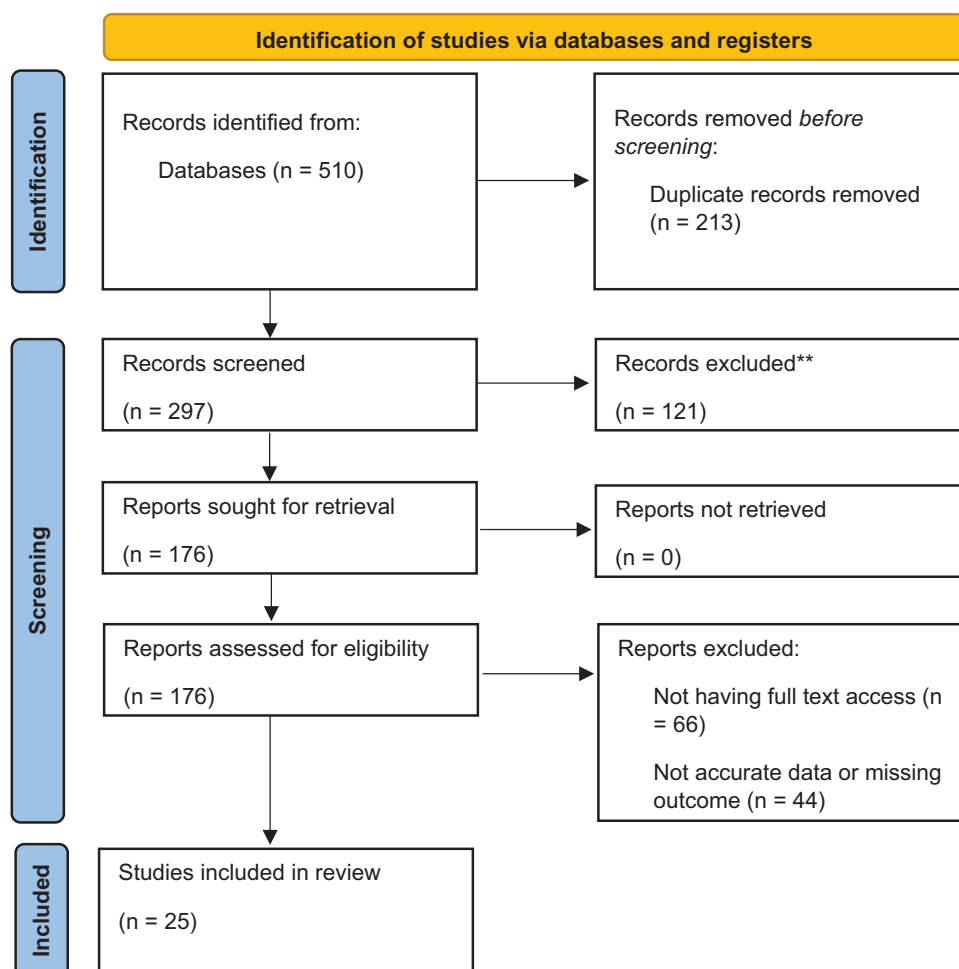 Identification of studies via databases and registers
Identification
Records identified from:
Databases (n = 510)
Records removed before
screening:
Duplicate records removed
(n = 213)
Screening
Records screened
(n = 297)
Records excluded**
(n = 121)
Reports sought for retrieval
(n = 176)
Reports not retrieved
(n = 0)
Reports assessed for eligibility
(n = 176)
Reports excluded:
Not having full text access (n
= 66)
Not accurate data or missing
outcome (n = 44)
Included
Studies included in review
(n = 25)